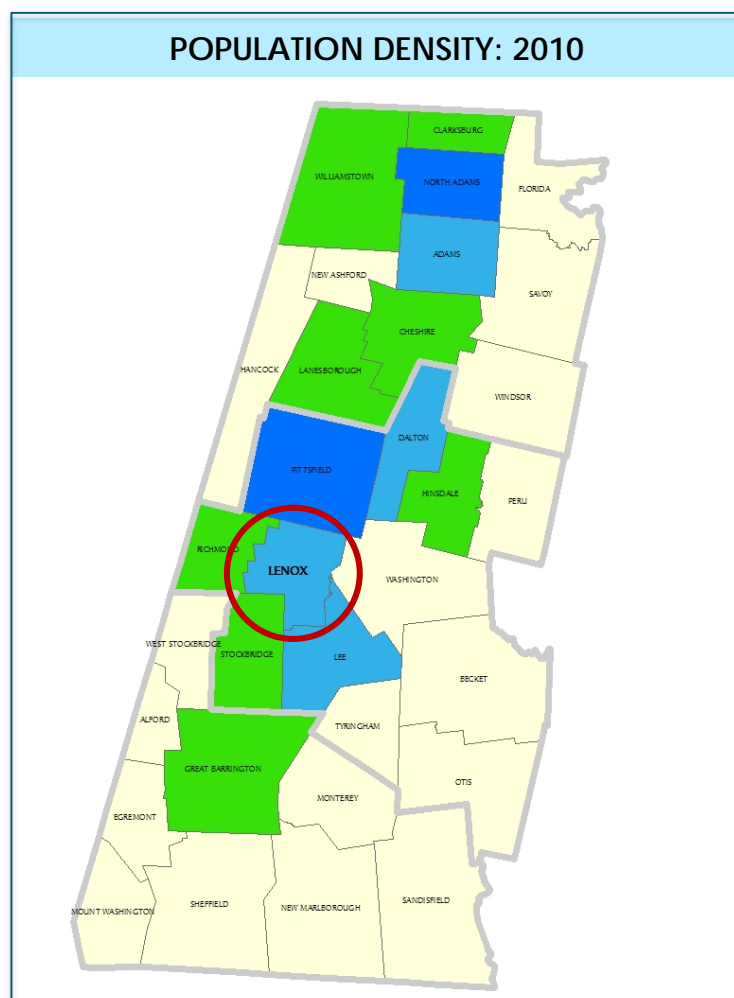 POPULATION DENSITY: 2010
CLARKSBURG
WILLIAMSTOWN
NORTH ADAMS
FLORIDA
ADAMS
NEW ASHFORD
SAVOY
CHESHIRE
HANCOCK
LANESBOROUGH
WINDSOR
DALTON
PITTSFIELD
HINSDALE
PERU
RICHMOND
LENOX
WASHINGTON
WEST STOCKBRIDGE
STOCKBRIDGE
LEE
BECKET
ALFORD
TYRINGHAM
GREAT BARRINGTON
OTIS
MONTEREY
EGREMONT
MOUNT WASHINGTON
SHEFFIELD
NEW MARLBOROUGH
SANDISFIELD